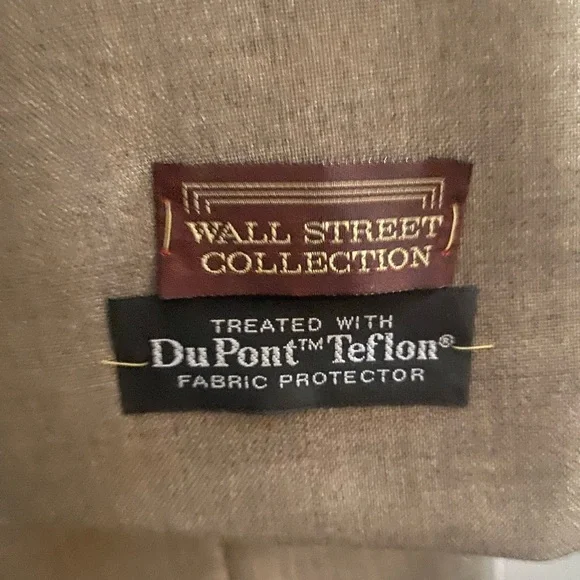 WALL STREET
COLLECTION
TREATED WITH
DuPont™ Teflon®
FABRIC PROTECTOR